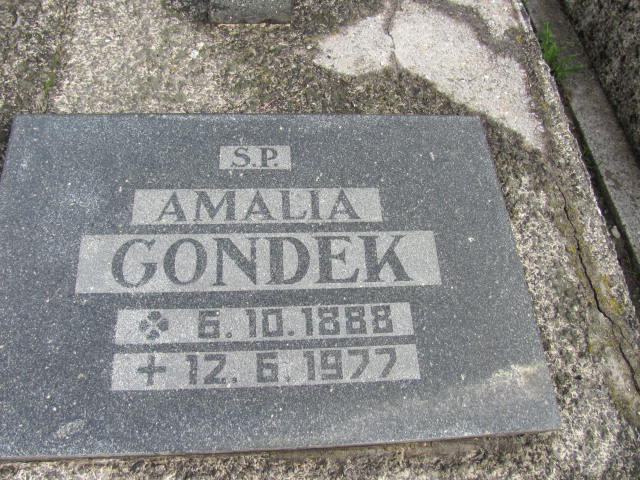 S.P.
AMALIA
GONDEK
6.10.1888
+ 12.6.1977